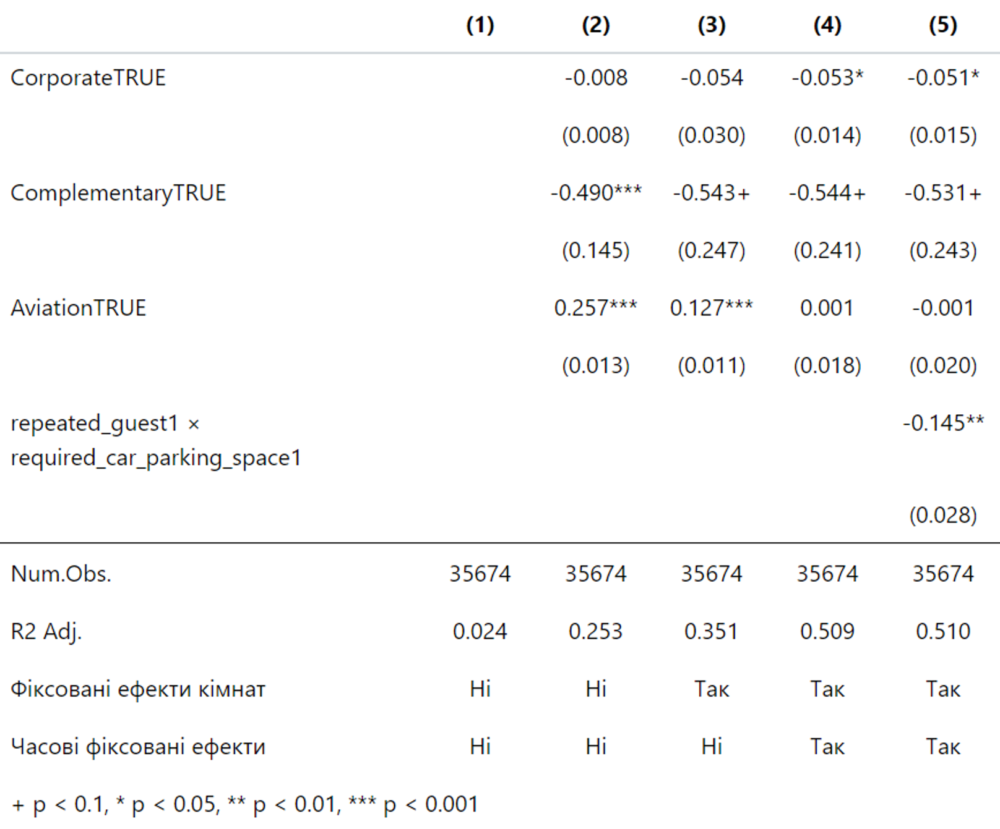 (1) (2) (3) (4) (5)
CorporateTRUE -0.008 -0.054 -0.053* -0.051*
(0.008) (0.030) (0.014) (0.015)
ComplementaryTRUE -0.490*** -0.543+ -0.544+ -0.531+
(0.145) (0.247) (0.241) (0.243)
AviationTRUE 0.257*** 0.127*** 0.001 -0.001
(0.013) (0.011) (0.018) (0.020)
repeated_guest1 × -0.145**
required_car_parking_space1
(0.028)
Num.Obs. 35674 35674 35674 35674 35674
R2 Adj. 0.024 0.253 0.351 0.509 0.510
Фіксовані ефекти кімнат Ні Ні Так Так Так
Часові фіксовані ефекти Ні Ні Ні Так Так
+ p < 0.1, * p < 0.05, ** p < 0.01, *** p < 0.001